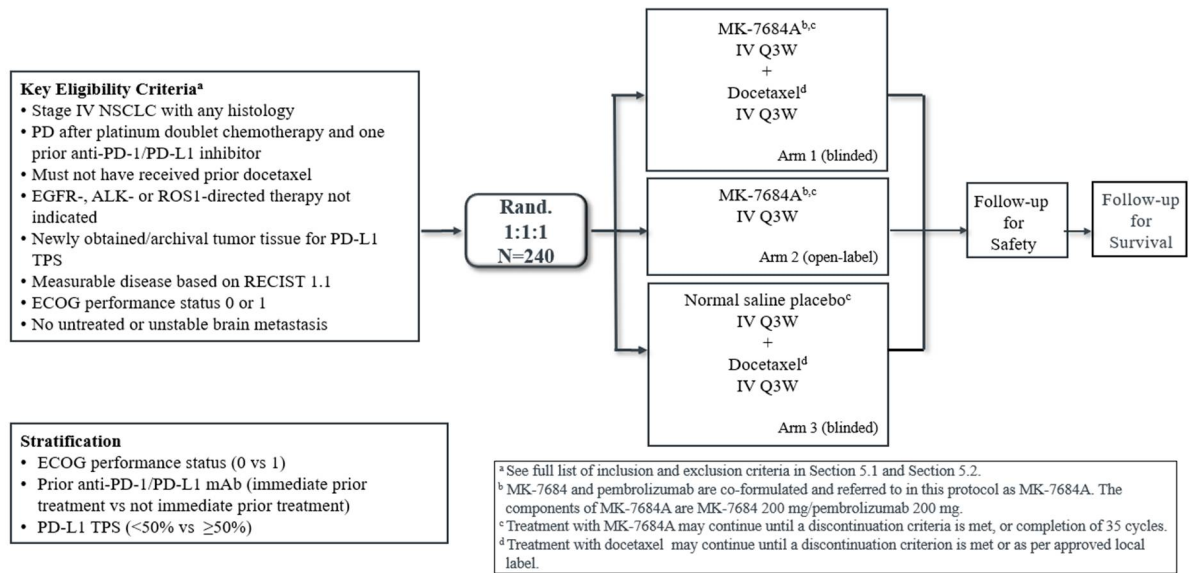 Key Eligibility Criteriaᵃ
• Stage IV NSCLC with any histology
• PD after platinum doublet chemotherapy and one
prior anti-PD-1/PD-L1 inhibitor
• Must not have received prior docetaxel
• EGFR-, ALK- or ROS1-directed therapy not
indicated
• Newly obtained/archival tumor tissue for PD-L1
TPS
• Measurable disease based on RECIST 1.1
• ECOG performance status 0 or 1
• No untreated or unstable brain metastasis
Rand.
1:1:1
N=240
MK-7684Aᵇ,ᶜ
IV Q3W
+
Docetaxelᵈ
IV Q3W
Arm 1 (blinded)
MK-7684Aᵇ,ᶜ
IV Q3W
Arm 2 (open-label)
Normal saline placeboᶜ
IV Q3W
+
Docetaxelᵈ
IV Q3W
Arm 3 (blinded)
Follow-up
for
Safety
Follow-up
for
Survival
Stratification
• ECOG performance status (0 vs 1)
• Prior anti-PD-1/PD-L1 mAb (immediate prior
treatment vs not immediate prior treatment)
• PD-L1 TPS (<50% vs ≥50%)
ᵃ See full list of inclusion and exclusion criteria in Section 5.1 and Section 5.2.
ᵇ MK-7684 and pembrolizumab are co-formulated and referred to in this protocol as MK-7684A. The
components of MK-7684A are MK-7684 200 mg/pembrolizumab 200 mg.
ᶜ Treatment with MK-7684A may continue until a discontinuation criteria is met, or completion of 35 cycles.
ᵈ Treatment with docetaxel may continue until a discontinuation criterion is met or as per approved local
label.